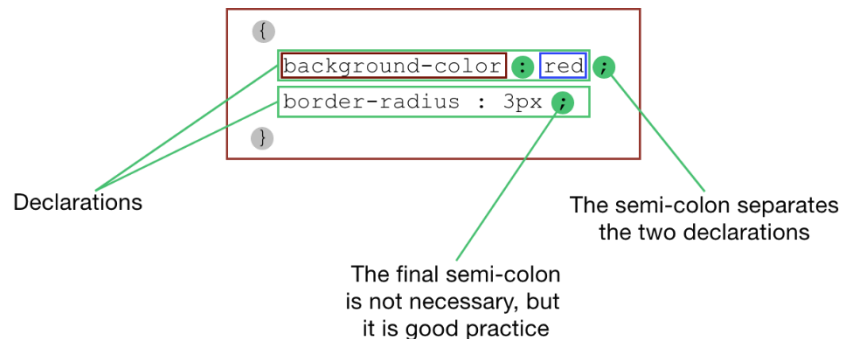 {
background-color : red ;
border-radius : 3px ;
}
Declarations
The semi-colon separates
the two declarations
The final semi-colon
is not necessary, but
it is good practice